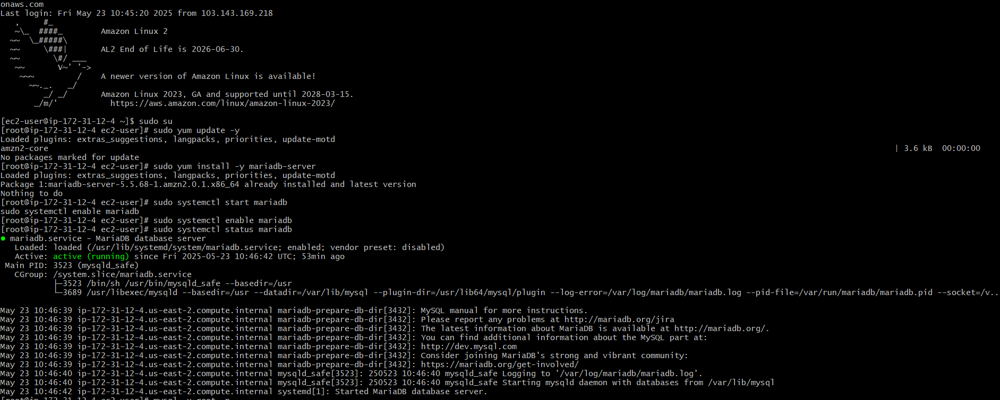 onaws.com
Last login: Fri May 23 10:45:20 2025 from 103.143.169.218
   ,     #_
   ~\_  ####_        Amazon Linux 2
  ~~  \_#####\
  ~~     \###|       AL2 End of Life is 2026-06-30.
  ~~       \#/ ___
   ~~       V~' '->
    ~~~         /    A newer version of Amazon Linux is available!
      ~~._.   _/
         _/ _/       Amazon Linux 2023, GA and supported until 2028-03-15.
       _/m/'           https://aws.amazon.com/linux/amazon-linux-2023/

[ec2-user@ip-172-31-12-4 ~]$ sudo su
[root@ip-172-31-12-4 ec2-user]# sudo yum update -y
Loaded plugins: extras_suggestions, langpacks, priorities, update-motd
amzn2-core | 3.6 kB  00:00:00
No packages marked for update
[root@ip-172-31-12-4 ec2-user]# sudo yum install -y mariadb-server
Loaded plugins: extras_suggestions, langpacks, priorities, update-motd
Package 1:mariadb-server-5.5.68-1.amzn2.0.1.x86_64 already installed and latest version
Nothing to do
[root@ip-172-31-12-4 ec2-user]# sudo systemctl start mariadb
sudo systemctl enable mariadb
[root@ip-172-31-12-4 ec2-user]# sudo systemctl enable mariadb
[root@ip-172-31-12-4 ec2-user]# sudo systemctl status mariadb
● mariadb.service - MariaDB database server
   Loaded: loaded (/usr/lib/systemd/system/mariadb.service; enabled; vendor preset: disabled)
   Active: active (running) since Fri 2025-05-23 10:46:42 UTC; 53min ago
 Main PID: 3523 (mysqld_safe)
   CGroup: /system.slice/mariadb.service
           ├─3523 /bin/sh /usr/bin/mysqld_safe --basedir=/usr
           └─3689 /usr/libexec/mysqld --basedir=/usr --datadir=/var/lib/mysql --plugin-dir=/usr/lib64/mysql/plugin --log-error=/var/log/mariadb/mariadb.log --pid-file=/var/run/mariadb/mariadb.pid --socket=/v...

May 23 10:46:39 ip-172-31-12-4.us-east-2.compute.internal mariadb-prepare-db-dir[3432]: MySQL manual for more instructions.
May 23 10:46:39 ip-172-31-12-4.us-east-2.compute.internal mariadb-prepare-db-dir[3432]: Please report any problems at http://mariadb.org/jira
May 23 10:46:39 ip-172-31-12-4.us-east-2.compute.internal mariadb-prepare-db-dir[3432]: The latest information about MariaDB is available at http://mariadb.org/.
May 23 10:46:39 ip-172-31-12-4.us-east-2.compute.internal mariadb-prepare-db-dir[3432]: You can find additional information about the MySQL part at:
May 23 10:46:39 ip-172-31-12-4.us-east-2.compute.internal mariadb-prepare-db-dir[3432]: http://dev.mysql.com
May 23 10:46:39 ip-172-31-12-4.us-east-2.compute.internal mariadb-prepare-db-dir[3432]: Consider joining MariaDB's strong and vibrant community:
May 23 10:46:39 ip-172-31-12-4.us-east-2.compute.internal mariadb-prepare-db-dir[3432]: https://mariadb.org/get-involved/
May 23 10:46:40 ip-172-31-12-4.us-east-2.compute.internal mysqld_safe[3523]: 250523 10:46:40 mysqld_safe Logging to '/var/log/mariadb/mariadb.log'.
May 23 10:46:40 ip-172-31-12-4.us-east-2.compute.internal mysqld_safe[3523]: 250523 10:46:40 mysqld_safe Starting mysqld daemon with databases from /var/lib/mysql
May 23 10:46:42 ip-172-31-12-4.us-east-2.compute.internal systemd[1]: Started MariaDB database server.
[root@ip-172-31-12-4 ec2-user]# mysql -u root -p